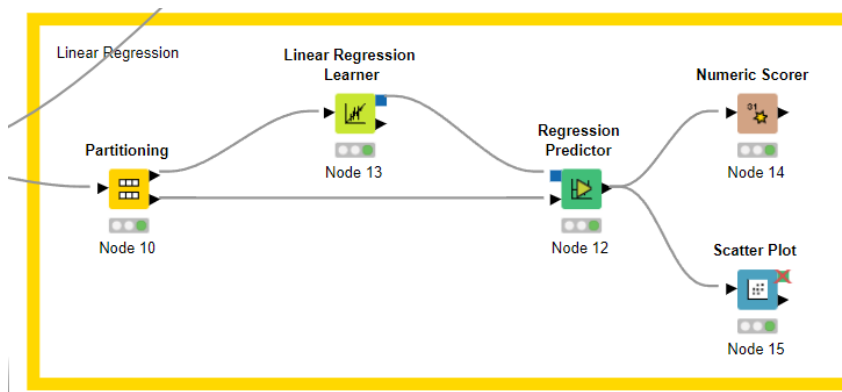 Linear Regression
Linear Regression
Learner
Node 13
Partitioning
Node 10
Regression
Predictor
Node 12
Numeric Scorer
01
Node 14
Scatter Plot
Node 15